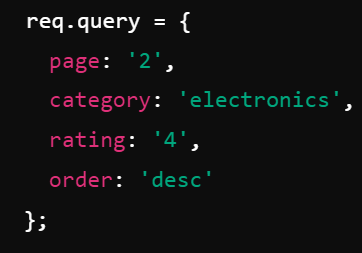 req.query = {
  page: '2',
  category: 'electronics',
  rating: '4',
  order: 'desc'
};